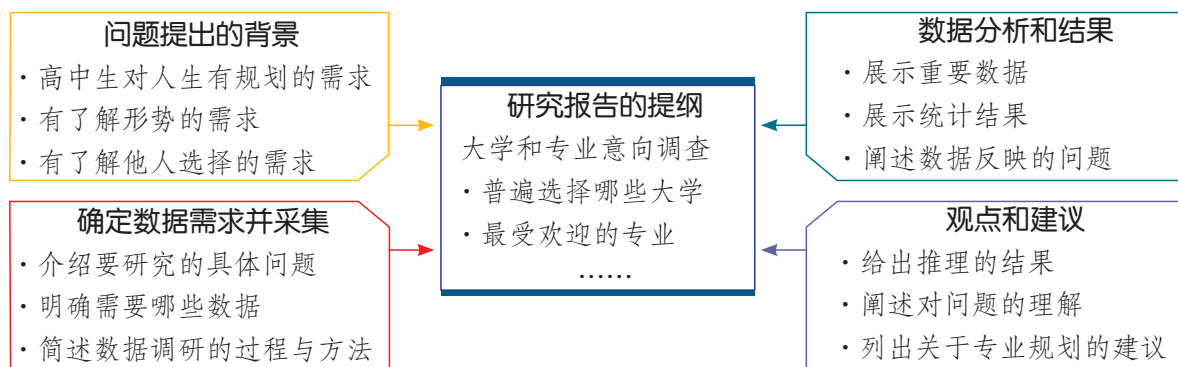 问题提出的背景
·高中生对人生有规划的需求
·有了解形势的需求
·有了解他人选择的需求
确定数据需求并采集
·介绍要研究的具体问题
·明确需要哪些数据
·简述数据调研的过程与方法
研究报告的提纲
大学和专业意向调查
·普遍选择哪些大学
·最受欢迎的专业
……
数据分析和结果
·展示重要数据
·展示统计结果
·阐述数据反映的问题
观点和建议
·给出推理的结果
·阐述对问题的理解
·列出关于专业规划的建议